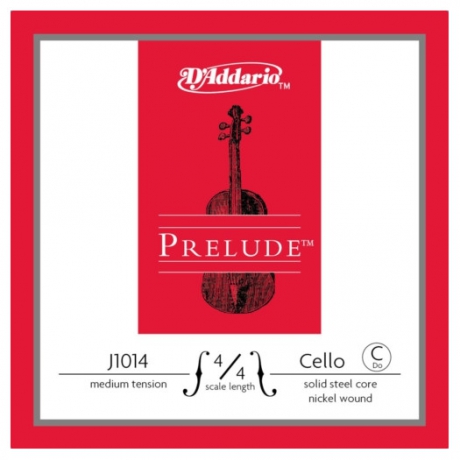 D'Addario™
PRELUDE™
J1014
medium tension
4/4
scale length
Cello
solid steel core
nickel wound
C
Do